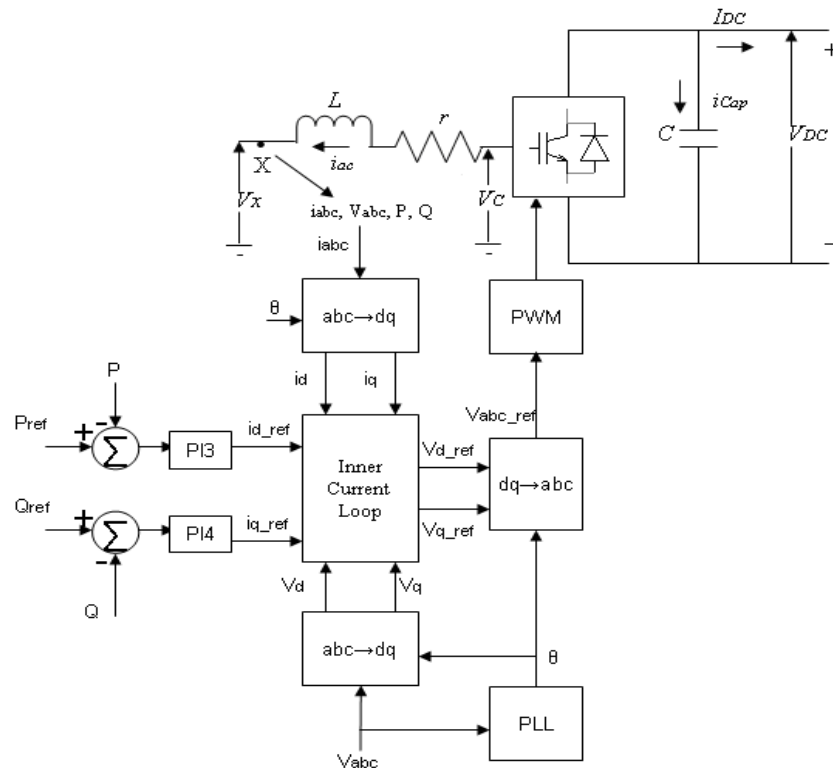 IDC
L
r
iCap
C
VDC
+
X
iac
VX
VC
iabc, Vabc, P, Q
iabc
θ
abc→dq
PWM
P
id
iq
Vabc_ref
Pref
+
-
Σ
PI3
id_ref
Inner
Current
Loop
Vd_ref
dq→abc
Qref
+
Σ
-
PI4
iq_ref
Vq_ref
Vd
Vq
Q
abc→dq
θ
PLL
Vabc